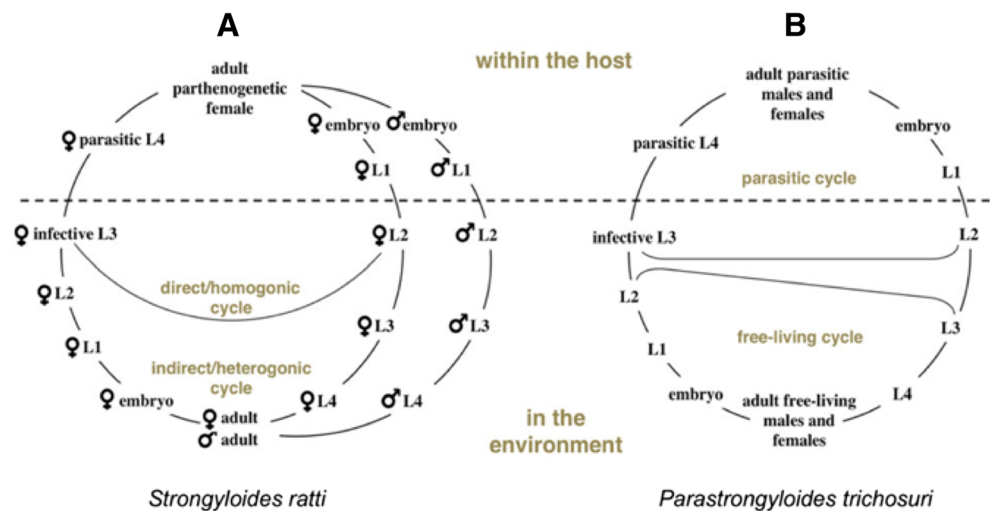 A
B
within the host
adult
parthenogenetic
female
♀ embryo
♂ embryo
♀ parasitic L4
♀ L1
♂ L1
♀ infective L3
♀ L2
♂ L2
direct/homogonic
cycle
♀ L2
♀ L3
♂ L3
♀ L1
indirect/heterogonic
cycle
♀ embryo
♀ L4
♂ L4
♀ adult
♂ adult
in the
environment
Strongyloides ratti
adult parasitic
males and
females
embryo
parasitic L4
L1
parasitic cycle
infective L3
L2
L2
L3
free-living cycle
L1
embryo
L4
adult free-living
males and
females
Parastrongyloides trichosuri